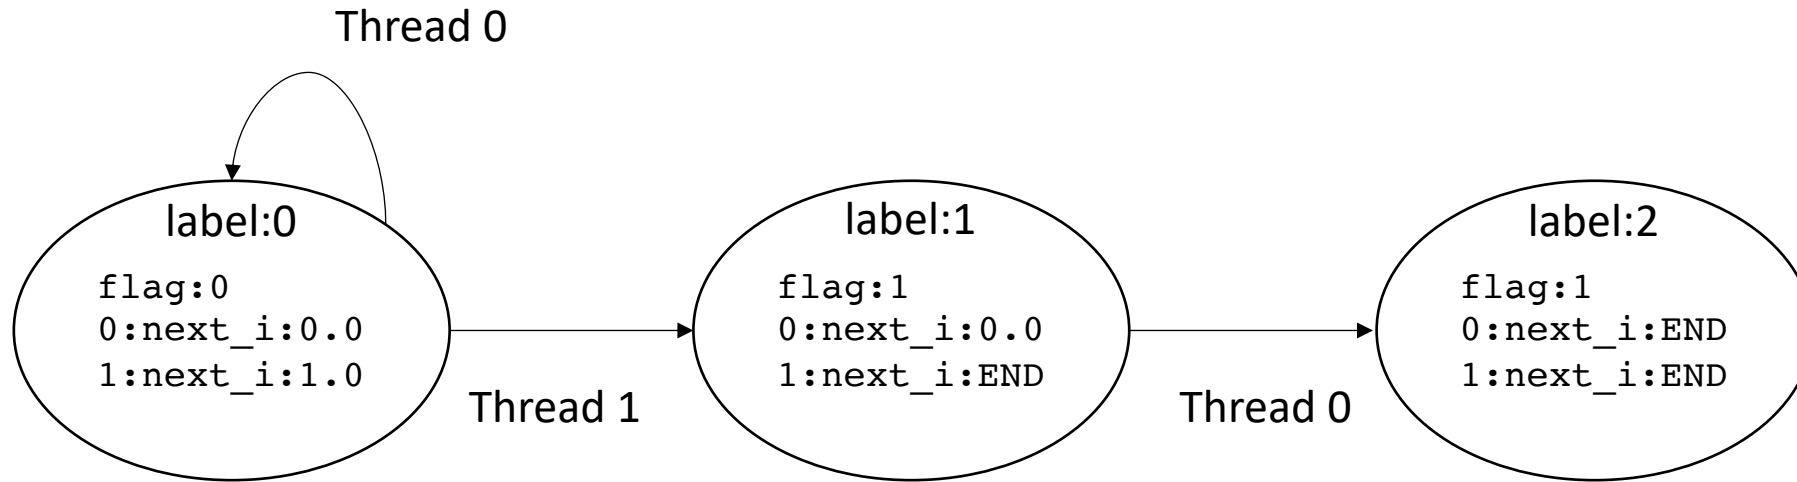 Thread 0
label:0
flag:0
0:next_i:0.0
1:next_i:1.0
Thread 1
label:1
flag:1
0:next_i:0.0
1:next_i:END
Thread 0
label:2
flag:1
0:next_i:END
1:next_i:END